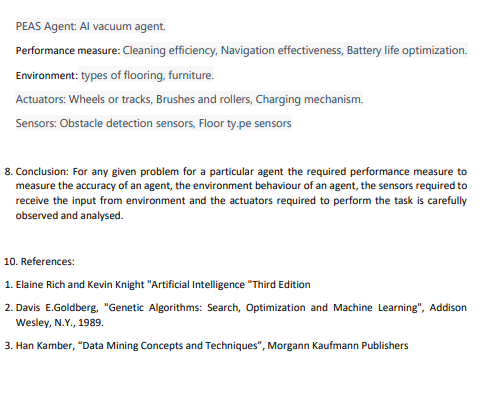 PEAS Agent: AI vacuum agent.
Performance measure: Cleaning efficiency, Navigation effectiveness, Battery life optimization.
Environment: types of flooring, furniture.
Actuators: Wheels or tracks, Brushes and rollers, Charging mechanism.
Sensors: Obstacle detection sensors, Floor ty.pe sensors
8. Conclusion: For any given problem for a particular agent the required performance measure to
measure the accuracy of an agent, the environment behaviour of an agent, the sensors required to
receive the input from environment and the actuators required to perform the task is carefully
observed and analysed.
10. References:
1. Elaine Rich and Kevin Knight "Artificial Intelligence "Third Edition
2. Davis E.Goldberg, "Genetic Algorithms: Search, Optimization and Machine Learning", Addison
Wesley, N.Y., 1989.
3. Han Kamber, “Data Mining Concepts and Techniques”, Morgann Kaufmann Publishers